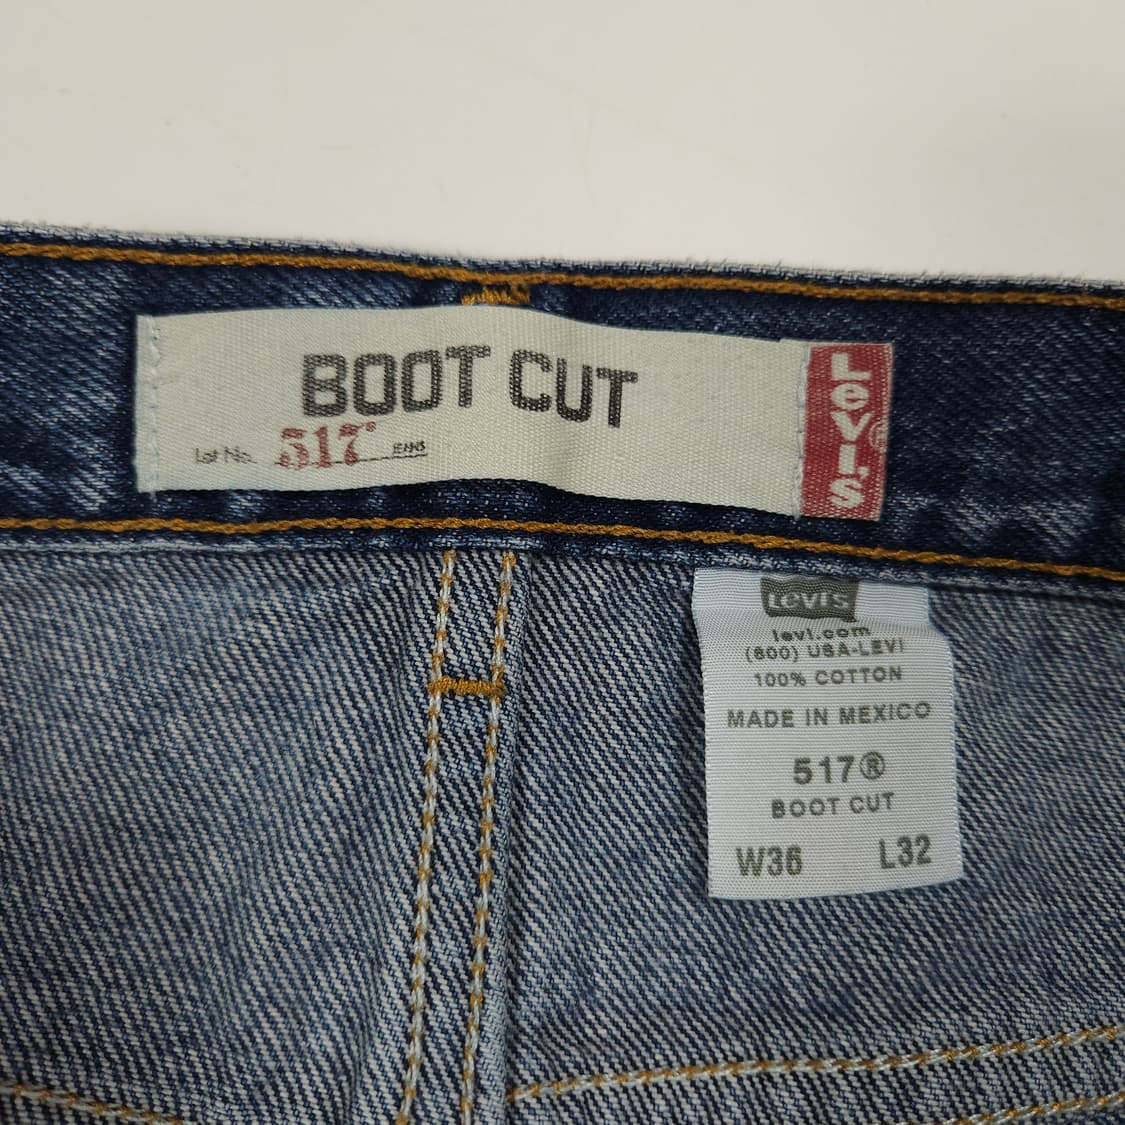 BOOT CUT
Lot No. 517® JEANS
Levi's®
Levi's
levi.com
(800) USA-LEVI
100% COTTON
MADE IN MEXICO
517®
BOOT CUT
W36 L32